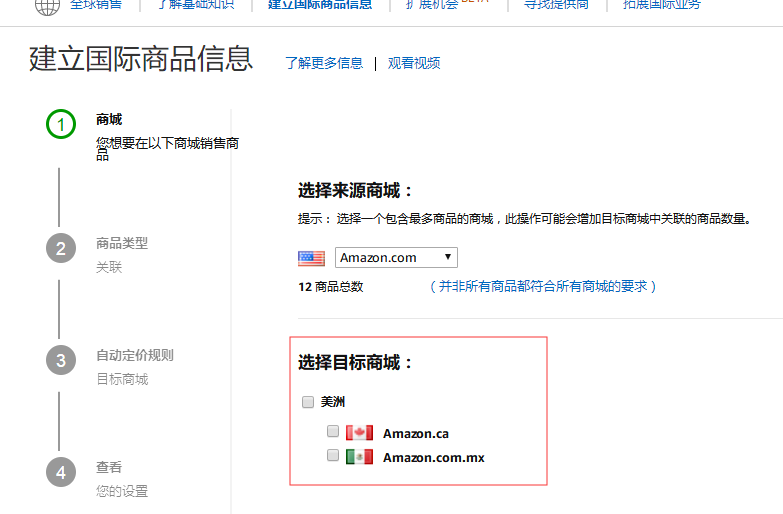 全球销售 了解基础知识 建立国际商品信息 扩展机会 BETA 寻找提供商 拓展国际业务
建立国际商品信息 了解更多信息 | 观看视频
1 商城
您想要在以下商城销售商
品
2 商品类型
关联
3 自动定价规则
目标商城
4 查看
您的设置
选择来源商城：
提示： 选择一个包含最多商品的商城，此操作可能会增加目标商城中关联的商品数量。
Amazon.com
12 商品总数 （并非所有商品都符合所有商城的要求）
选择目标商城：
美洲
Amazon.ca
Amazon.com.mx